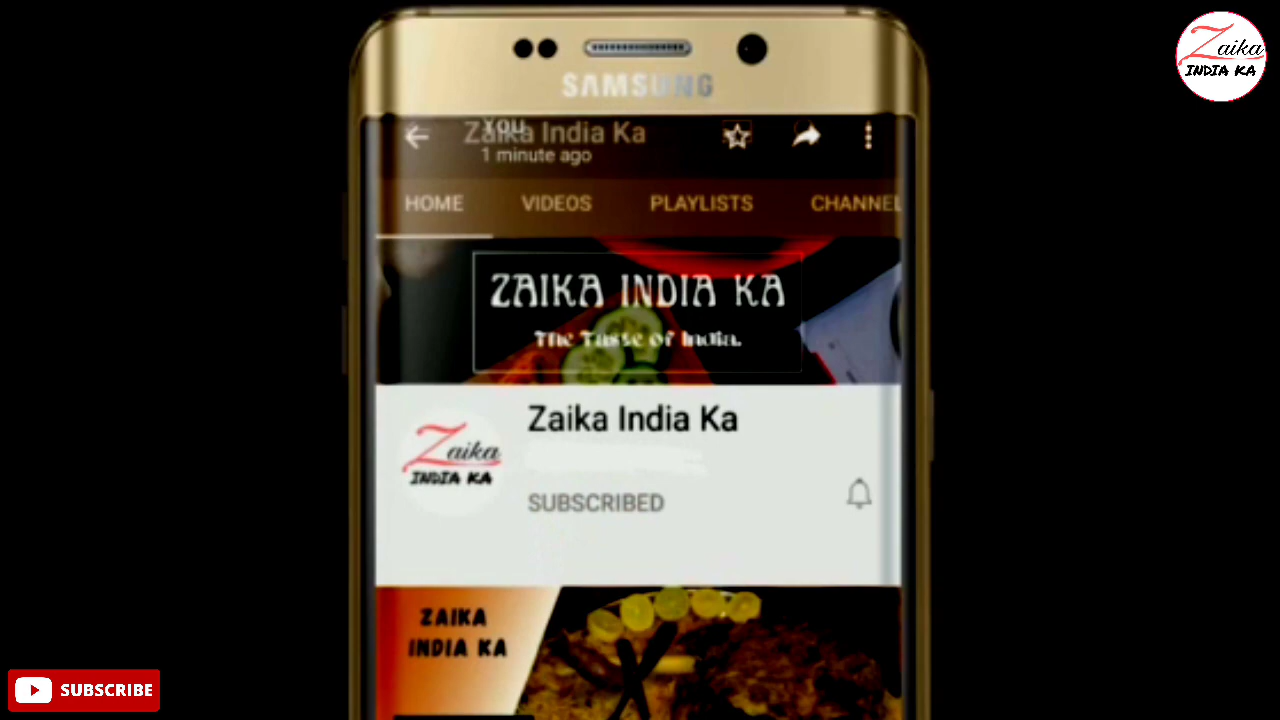 SAMSUNG
YOU
Zaika India Ka
1 minute ago
HOME VIDEOS PLAYLISTS CHANNEL
ZAIKA INDIA KA
The Taste of India.
Zaika India Ka
Zaika
INDIA KA
SUBSCRIBED
ZAIKA
INDIA KA
SUBSCRIBE
Zaika
INDIA KA